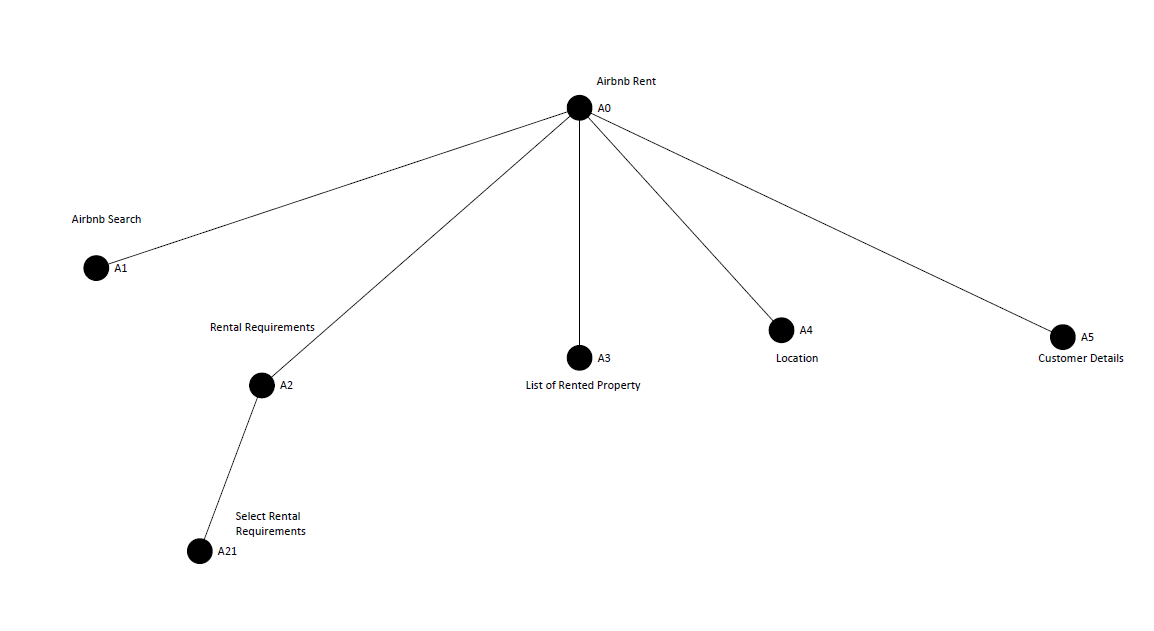 Airbnb Rent
A0
Airbnb Search
A1
Rental Requirements
A2
A3
List of Rented Property
A4
Location
A5
Customer Details
Select Rental
Requirements
A21